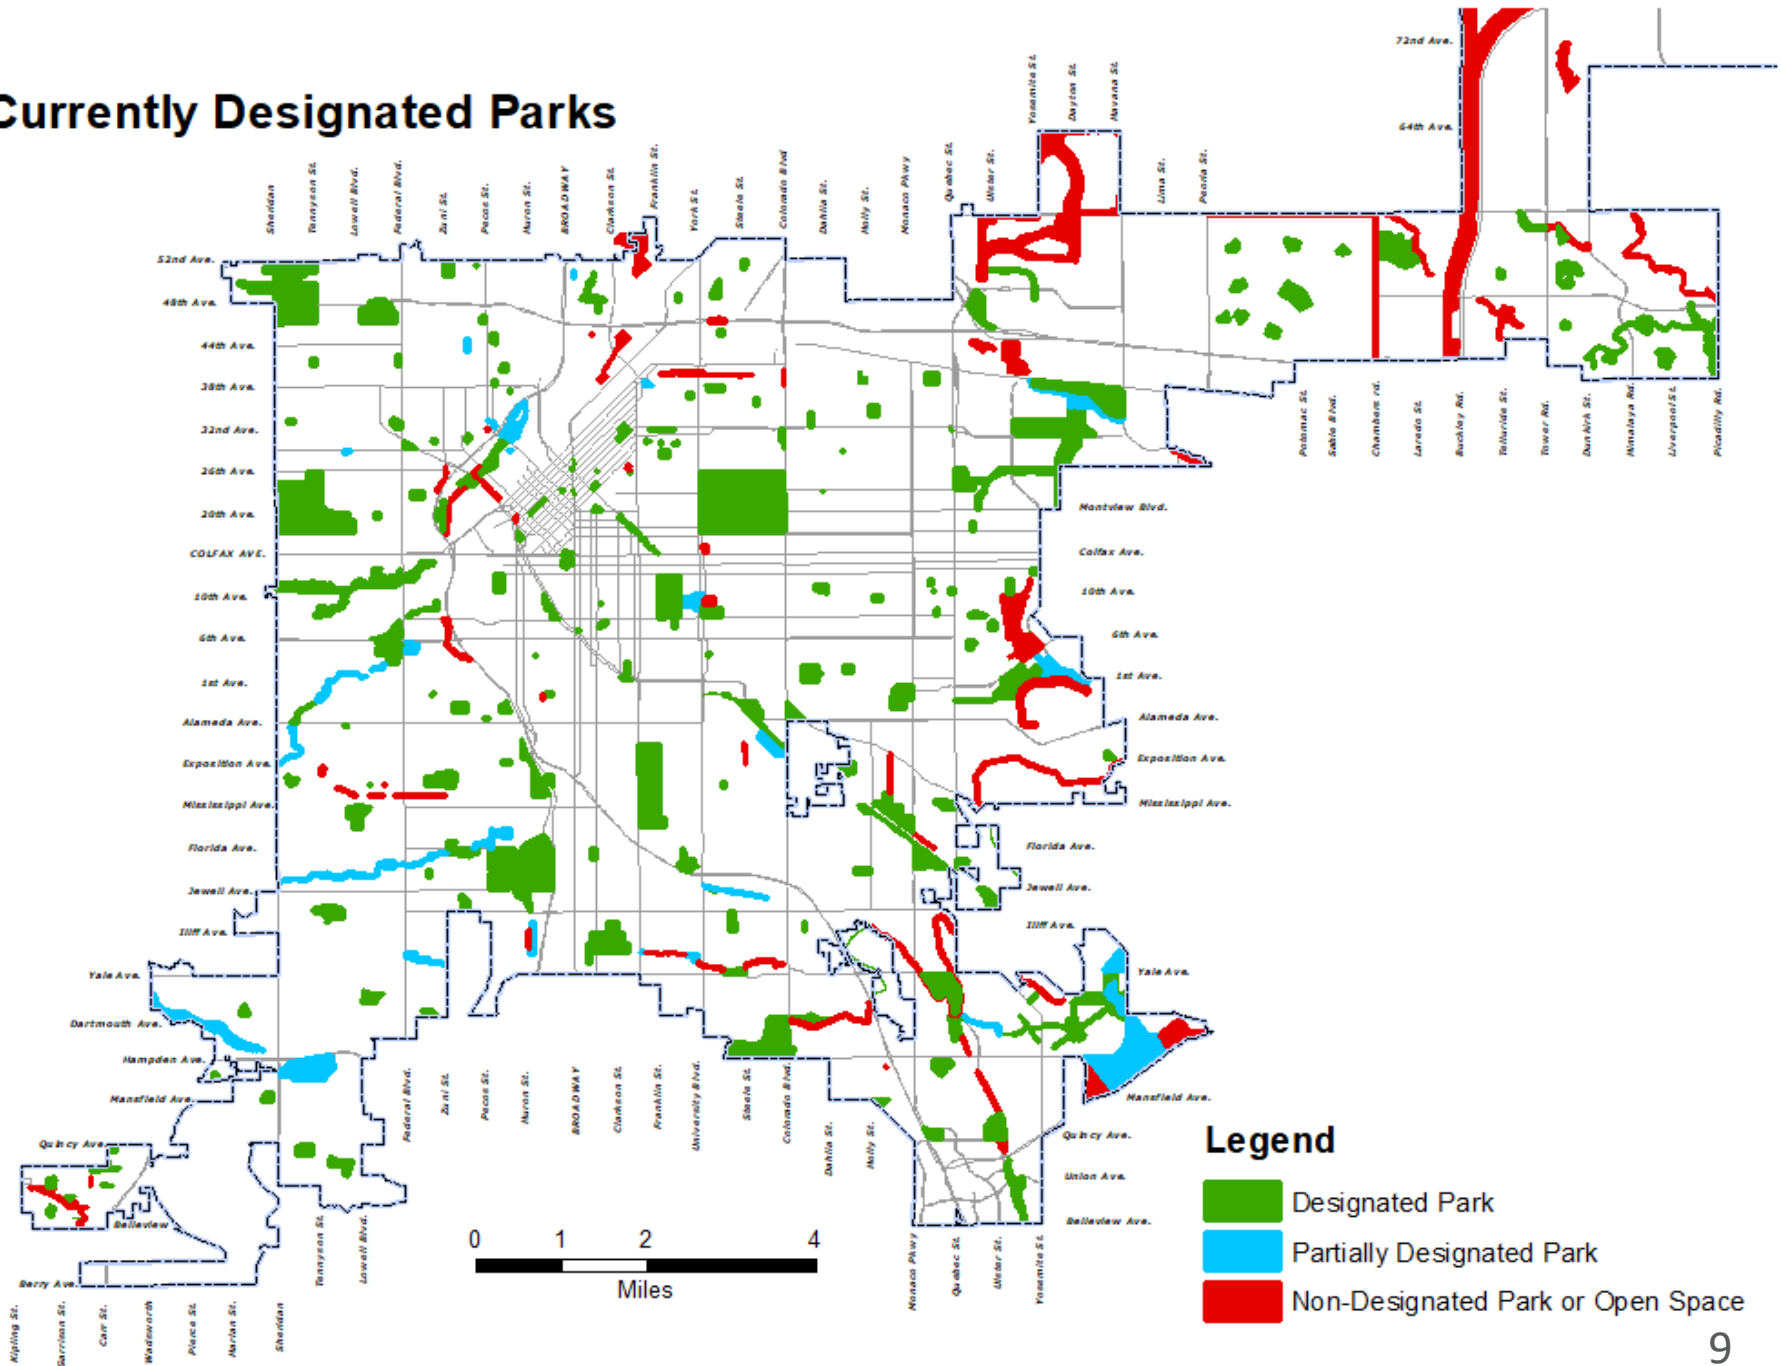 Currently Designated Parks
72nd Ave.
64th Ave.
Yosemite St.
Dayton St.
Havana St.
Sheridan
Tennyson St.
Lowell Blvd.
Federal Blvd.
Zuni St.
Pecos St.
Huron St.
BROADWAY
Clarkson St.
Franklin St.
York St.
Steele St.
Colorado Blvd
Dahlia St.
Holly St.
Monaco Pkwy
Quebec St.
Ulster St.
Lima St.
Peoria St.
52nd Ave.
48th Ave.
44th Ave.
38th Ave.
32nd Ave.
26th Ave.
20th Ave.
COLFAX AVE.
10th Ave.
6th Ave.
1st Ave.
Alameda Ave.
Exposition Ave.
Mississippi Ave.
Florida Ave.
Jewell Ave.
Iliff Ave.
Yale Ave.
Dartmouth Ave.
Hampden Ave.
Mansfield Ave.
Quincy Ave.
Belleview
Berry Ave.
Potomac St.
Sable Blvd.
Chambers rd.
Laredo St.
Buckley Rd.
Telluride St.
Tower Rd.
Dunkirk St.
Himalaya Rd.
Liverpool St.
Picadilly Rd.
Montview Blvd.
Colfax Ave.
10th Ave.
6th Ave.
1st Ave.
Alameda Ave.
Exposition Ave.
Mississippi Ave.
Florida Ave.
Jewell Ave.
Iliff Ave.
Yale Ave.
Mansfield Ave.
Quincy Ave.
Union Ave.
Belleview Ave.
Federal Blvd.
Zuni St.
Pecos St.
Huron St.
BROADWAY
Clarkson St.
Franklin St.
University Blvd.
Steele St.
Colorado Blvd.
Dahlia St.
Holly St.
Monaco Pkwy
Quebec St.
Ulster St.
Yosemite St.
Tennyson St.
Lowell Blvd.
Kipling St.
Garrison St.
Carr St.
Wadsworth
Pierce St.
Harlan St.
Sheridan
0 1 2 4
Miles
Legend
Designated Park
Partially Designated Park
Non-Designated Park or Open Space
9